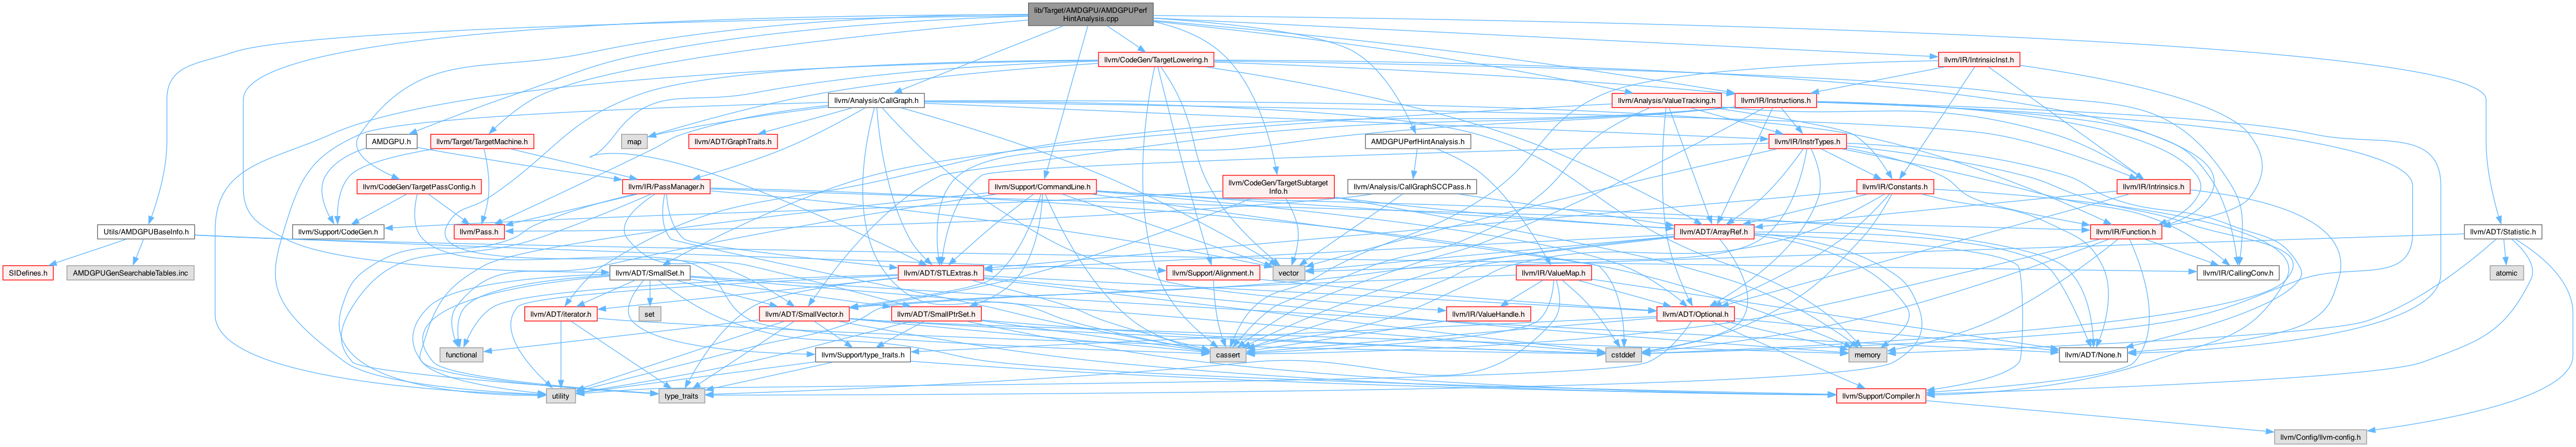 lib/Target/AMDGPU/AMDGPUPerf
HintAnalysis.cpp
llvm/CodeGen/TargetLowering.h
llvm/IR/IntrinsicInst.h
llvm/Analysis/CallGraph.h
llvm/Analysis/ValueTracking.h
llvm/IR/Instructions.h
AMDGPU.h
llvm/Target/TargetMachine.h
map
llvm/ADT/GraphTraits.h
AMDGPUPerfHintAnalysis.h
llvm/IR/InstrTypes.h
llvm/CodeGen/TargetPassConfig.h
llvm/IR/PassManager.h
llvm/Support/CommandLine.h
llvm/CodeGen/TargetSubtarget
Info.h
llvm/Analysis/CallGraphSCCPass.h
llvm/IR/Constants.h
llvm/IR/Intrinsics.h
Utils/AMDGPUBaseInfo.h
llvm/Support/CodeGen.h
llvm/Pass.h
llvm/ADT/ArrayRef.h
llvm/IR/Function.h
llvm/ADT/Statistic.h
SIDefines.h
AMDGPUGenSearchableTables.inc
llvm/ADT/SmallSet.h
llvm/ADT/STLExtras.h
llvm/Support/Alignment.h
vector
llvm/IR/ValueMap.h
llvm/IR/CallingConv.h
atomic
llvm/ADT/iterator.h
set
llvm/ADT/SmallVector.h
llvm/ADT/SmallPtrSet.h
llvm/IR/ValueHandle.h
llvm/ADT/Optional.h
functional
llvm/Support/type_traits.h
cassert
cstddef
memory
llvm/ADT/None.h
utility
type_traits
llvm/Support/Compiler.h
llvm/Config/llvm-config.h